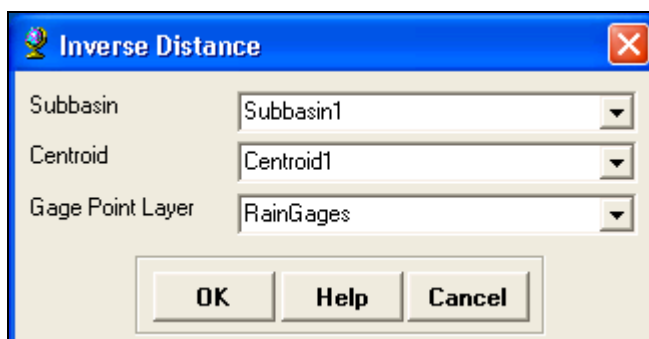 Inverse Distance
Subbasin Subbasin1
Centroid Centroid1
Gage Point Layer RainGages
OK Help Cancel